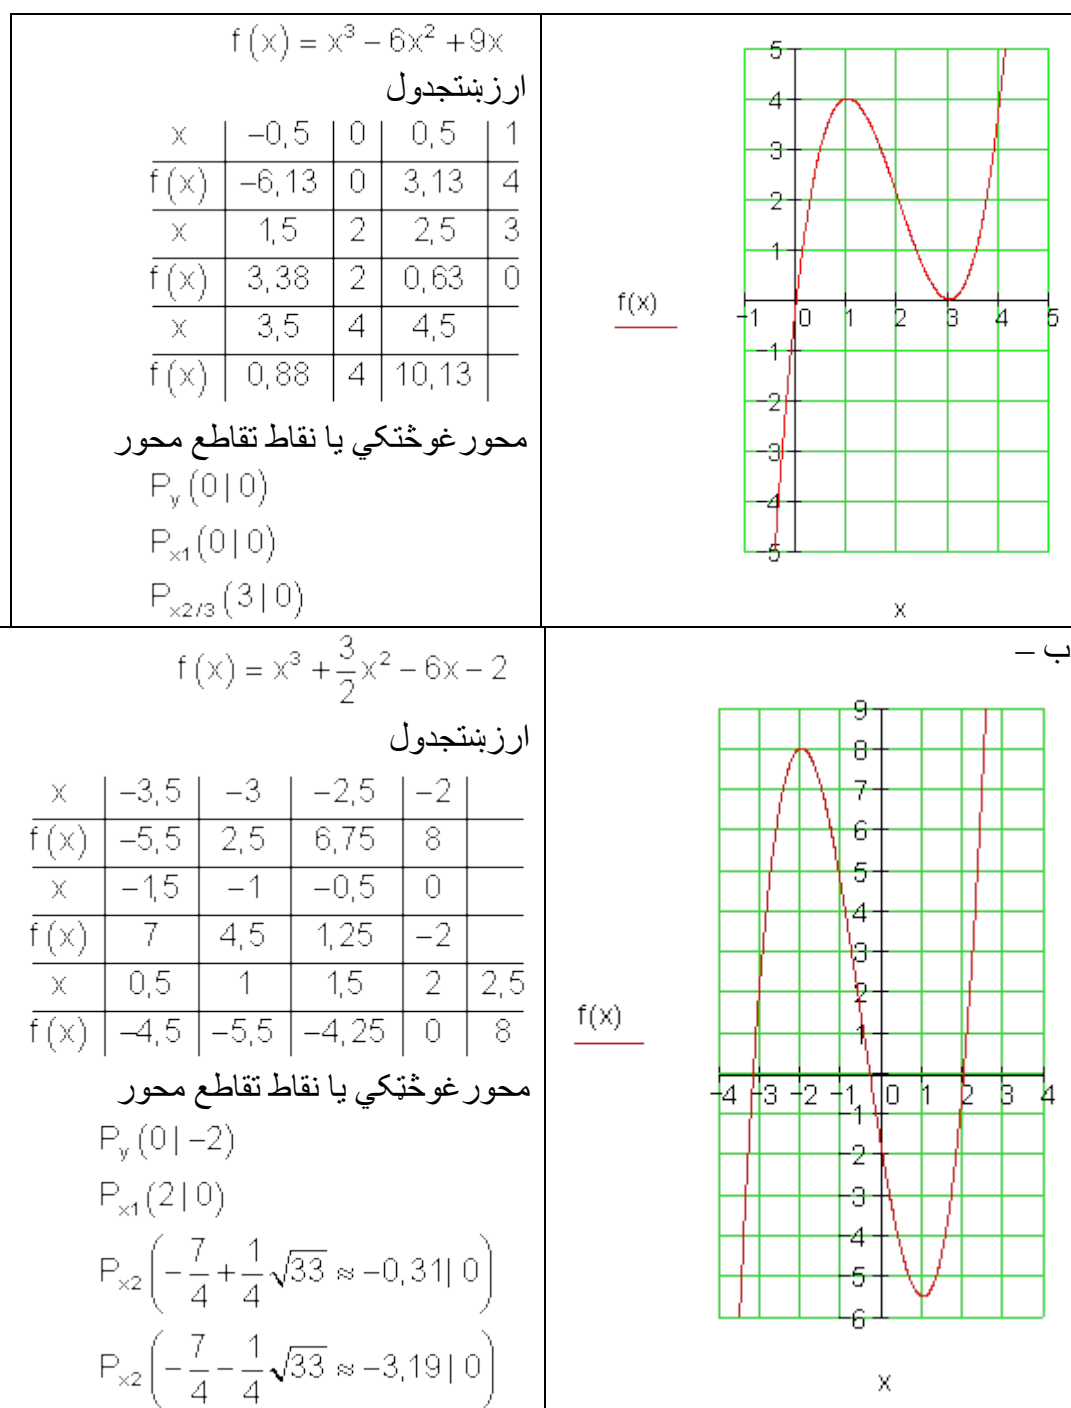 f(x) = x³ – 6x² +9x
ارزښتجدول
x | –0,5 | 0 | 0,5 | 1
f(x) | –6,13 | 0 | 3,13 | 4
x | 1,5 | 2 | 2,5 | 3
f(x) | 3,38 | 2 | 0,63 | 0
x | 3,5 | 4 | 4,5
f(x) | 0,88 | 4 | 10,13
محورغوڅتکي يا نقاط تقاطع محور
P_y(0 | 0)
P_x1(0 | 0)
P_x2/3(3 | 0)
5
4
3
2
1
–1 0 1 2 3 4 5
–1
–2
–3
–4
–5
f(x)
x
f(x) = x³ + 3/2 x² – 6x – 2
ارزښتجدول
x | –3,5 | –3 | –2,5 | –2
f(x) | –5,5 | 2,5 | 6,75 | 8
x | –1,5 | –1 | –0,5 | 0
f(x) | 7 | 4,5 | 1,25 | –2
x | 0,5 | 1 | 1,5 | 2 | 2,5
f(x) | –4,5 | –5,5 | –4,25 | 0 | 8
محورغوڅټکي يا نقاط تقاطع محور
P_y(0 | –2)
P_x1(2 | 0)
P_x2(–7/4 + 1/4 √33 ≈ –0,31 | 0)
P_x2(–7/4 – 1/4 √33 ≈ –3,19 | 0)
ب –
9
8
7
6
5
4
3
2
1
–4 –3 –2 –1 0 1 2 3 4
–1
–2
–3
–4
–5
–6
f(x)
x